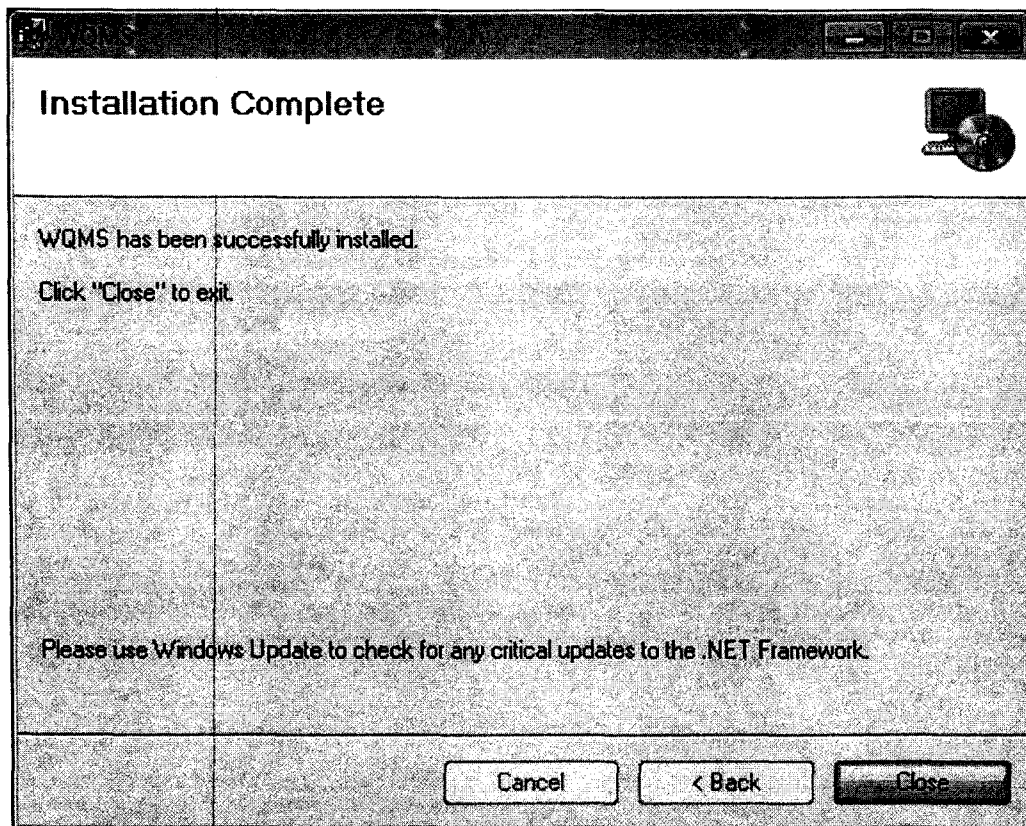 WQMS
Installation Complete
WQMS has been successfully installed.
Click "Close" to exit.
Please use Windows Update to check for any critical updates to the .NET Framework.
Cancel
< Back
Close